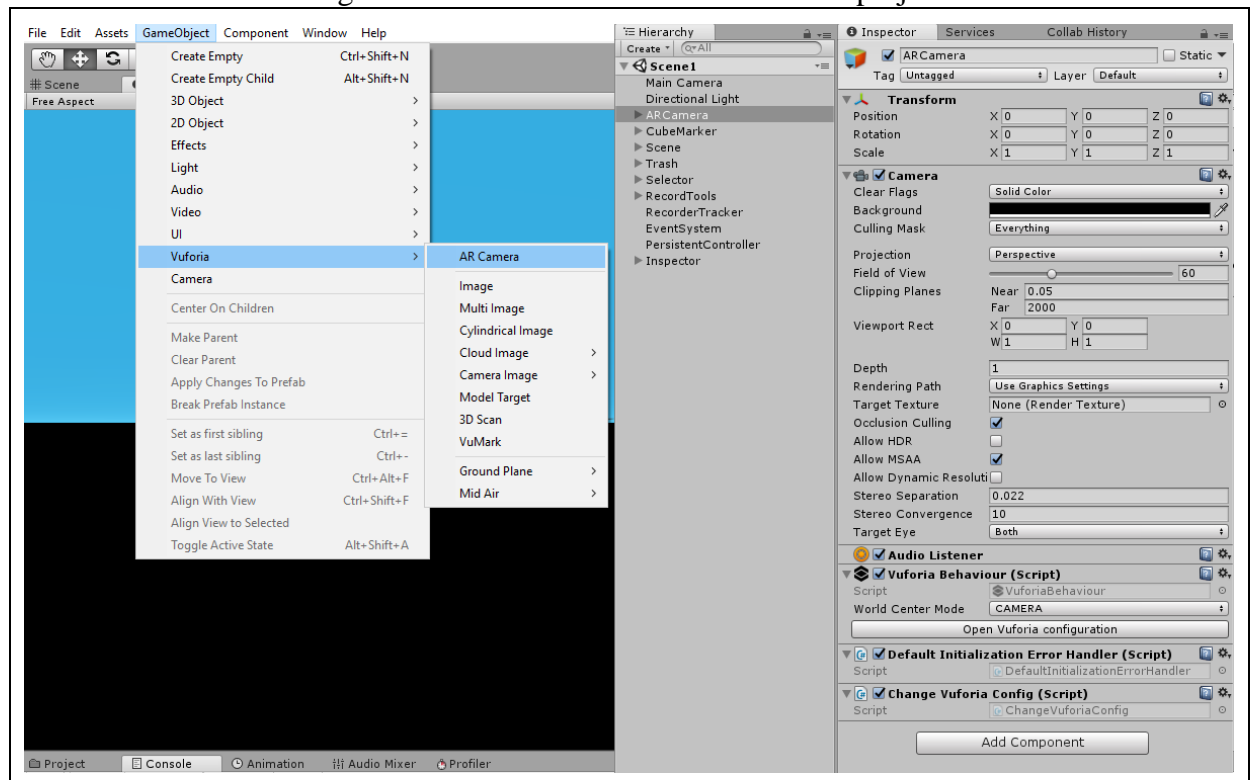 File Edit Assets GameObject Component Window Help
# Scene
Free Aspect
Create Empty Ctrl+Shift+N
Create Empty Child Alt+Shift+N
3D Object >
2D Object >
Effects >
Light >
Audio >
Video >
UI >
Vuforia >
Camera
Center On Children
Make Parent
Clear Parent
Apply Changes To Prefab
Break Prefab Instance
Set as first sibling Ctrl+=
Set as last sibling Ctrl+-
Move To View Ctrl+Alt+F
Align With View Ctrl+Shift+F
Align View to Selected
Toggle Active State Alt+Shift+A
AR Camera
Image
Multi Image
Cylindrical Image
Cloud Image >
Camera Image >
Model Target
3D Scan
VuMark
Ground Plane >
Mid Air >
Project Console Animation Audio Mixer Profiler
Hierarchy
Create All
Scene1
Main Camera
Directional Light
ARCamera
CubeMarker
Scene
Trash
Selector
RecordTools
RecorderTracker
EventSystem
PersistentController
Inspector
Inspector Services Collab History
ARCamera Static
Tag Untagged Layer Default
Transform
Position X 0 Y 0 Z 0
Rotation X 0 Y 0 Z 0
Scale X 1 Y 1 Z 1
Camera
Clear Flags Solid Color
Background
Culling Mask Everything
Projection Perspective
Field of View 60
Clipping Planes Near 0.05
Far 2000
Viewport Rect X 0 Y 0
W 1 H 1
Depth 1
Rendering Path Use Graphics Settings
Target Texture None (Render Texture)
Occlusion Culling
Allow HDR
Allow MSAA
Allow Dynamic Resoluti
Stereo Separation 0.022
Stereo Convergence 10
Target Eye Both
Audio Listener
Vuforia Behaviour (Script)
Script VuforiaBehaviour
World Center Mode CAMERA
Open Vuforia configuration
Default Initialization Error Handler (Script)
Script DefaultInitializationErrorHandler
Change Vuforia Config (Script)
Script ChangeVuforiaConfig
Add Component